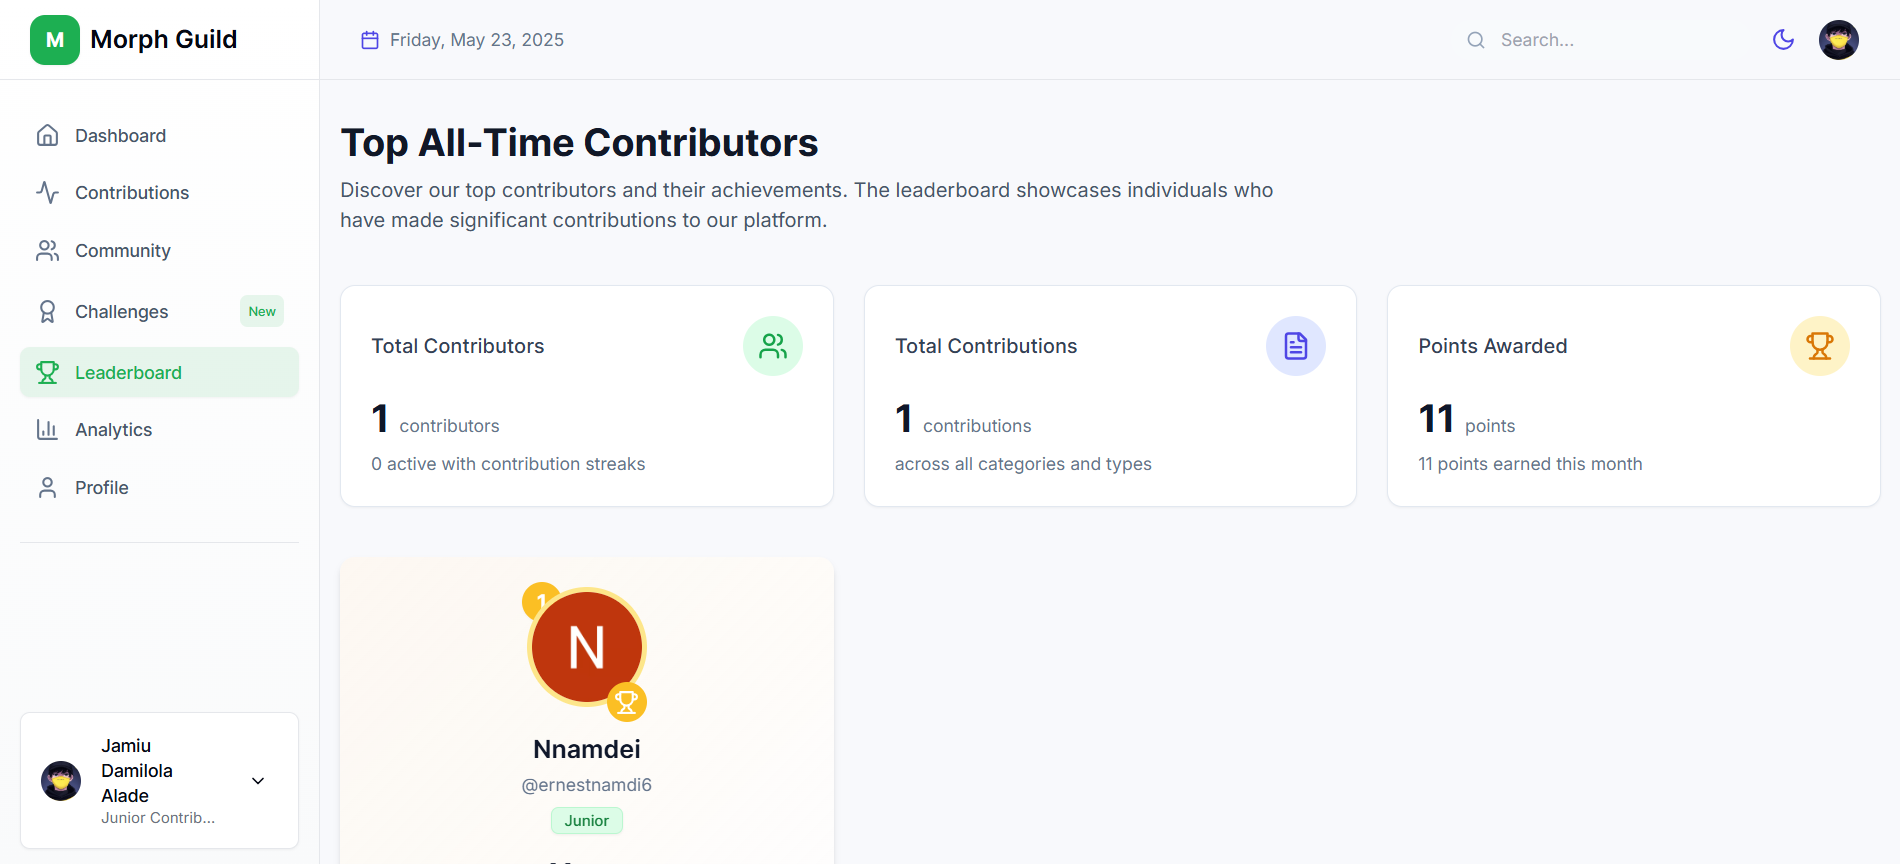 M Morph Guild
Friday, May 23, 2025
Search...
Dashboard
Contributions
Community
Challenges New
Leaderboard
Analytics
Profile
Jamiu
Damilola
Alade
Junior Contrib...
Top All-Time Contributors
Discover our top contributors and their achievements. The leaderboard showcases individuals who
have made significant contributions to our platform.
Total Contributors
1 contributors
0 active with contribution streaks
Total Contributions
1 contributions
across all categories and types
Points Awarded
11 points
11 points earned this month
1
N
Nnamdei
@ernestnamdi6
Junior